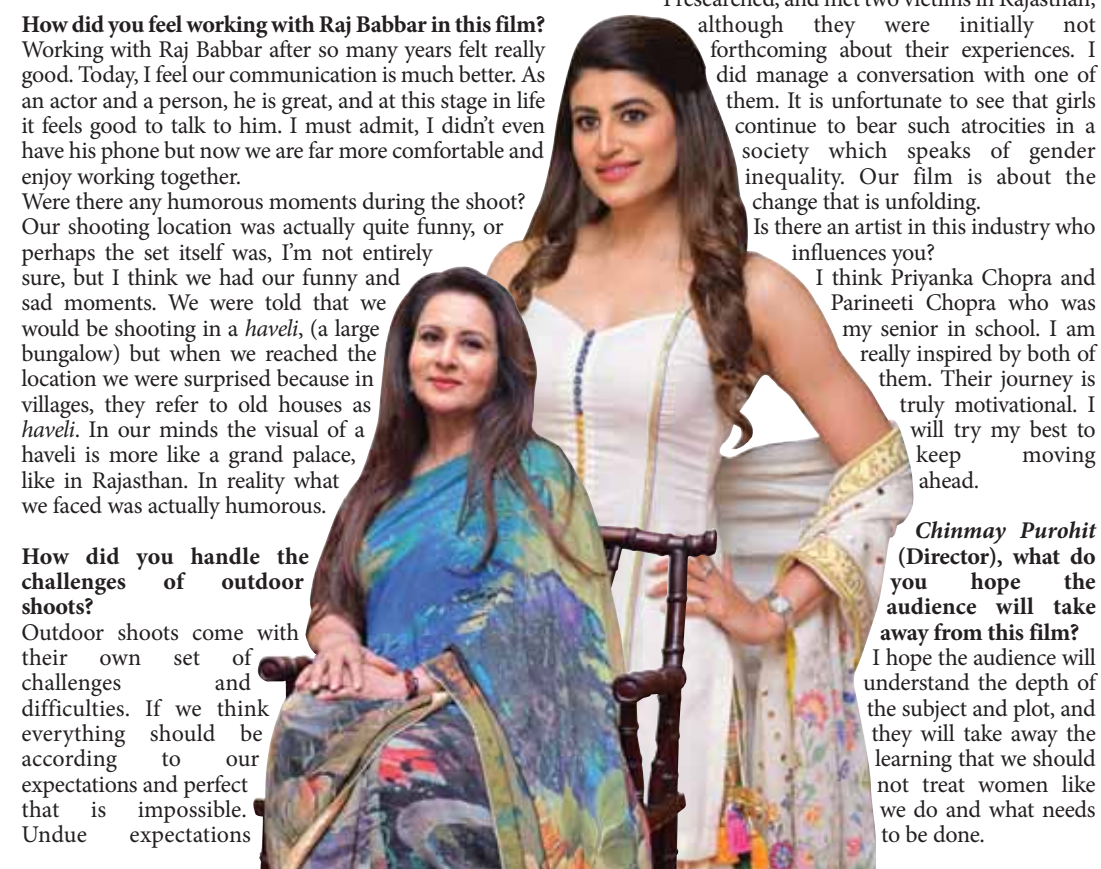 How did you feel working with Raj Babbar in this film?
Working with Raj Babbar after so many years felt really
good. Today, I feel our communication is much better. As
an actor and a person, he is great, and at this stage in life
it feels good to talk to him. I must admit, I didn't even
have his phone but now we are far more comfortable and
enjoy working together.
Were there any humorous moments during the shoot?
Our shooting location was actually quite funny, or
perhaps the set itself was, I'm not entirely
sure, but I think we had our funny and
sad moments. We were told that we
would be shooting in a haveli, (a large
bungalow) but when we reached the
location we were surprised because in
villages, they refer to old houses as
haveli. In our minds the visual of a
haveli is more like a grand palace,
like in Rajasthan. In reality what
we faced was actually humorous.
How did you handle the
challenges of outdoor
shoots?
Outdoor shoots come with
their own set of
challenges and
difficulties. If we think
everything should be
according to our
expectations and perfect
that is impossible.
Undue expectations
I researched, and met two victims in Rajasthan,
although they were initially not
forthcoming about their experiences. I
did manage a conversation with one of
them. It is unfortunate to see that girls
continue to bear such atrocities in a
society which speaks of gender
inequality. Our film is about the
change that is unfolding.
Is there an artist in this industry who
influences you?
I think Priyanka Chopra and
Parineeti Chopra who was
my senior in school. I am
really inspired by both of
them. Their journey is
truly motivational. I
will try my best to
keep moving
ahead.
Chinmay Purohit
(Director), what do
you hope the
audience will take
away from this film?
I hope the audience will
understand the depth of
the subject and plot, and
they will take away the
learning that we should
not treat women like
we do and what needs
to be done.